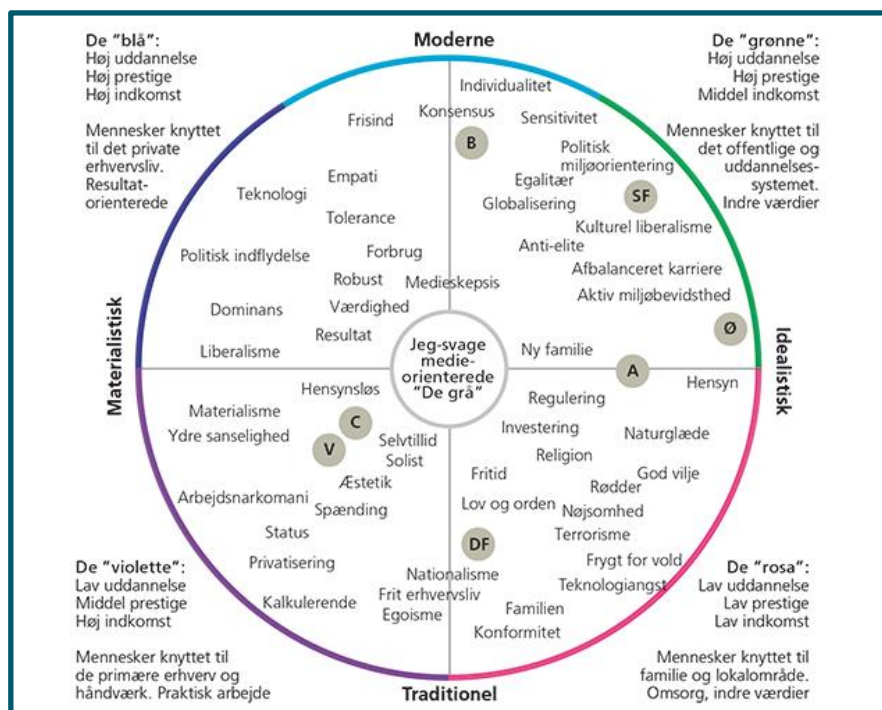 De "blå":
Høj uddannelse
Høj prestige
Høj indkomst
Mennesker knyttet
til det private
erhvervsliv.
Resultat-
orienterede
Moderne
De "grønne":
Høj uddannelse
Høj prestige
Middel indkomst
Mennesker knyttet til
det offentlige og
uddannelses-
systemet.
Indre værdier
Individualitet
Konsensus
Frisind
Sensitivitet
B
Politisk
miljøorientering
Empati
Egalitær
Teknologi
SF
Globalisering
Tolerance
Kulturel liberalisme
Anti-elite
Politisk indflydelse
Forbrug
Afbalanceret karriere
Robust
Medieskepsis
Aktiv miljøbevidsthed
Dominans
Værdighed
Resultat
Ø
Liberalisme
Ny familie
Materialistisk
Jeg-svage
medie-
orienterede
"De grå"
Idealistisk
A
Hensyn
Hensynsløs
Regulering
Materialisme
C
Investering
Ydre sanselighed
V
Selvtillid
Solist
Naturglæde
Religion
Fritid
God vilje
Æstetik
Rødder
Arbejdsnarkomani
Spænding
Lov og orden
Nøjsomhed
Status
Terrorisme
DF
Privatisering
Frygt for vold
Nationalisme
Teknologiangst
Frit erhvervsliv
Kalkulerende
Egoisme
Familien
Konformitet
De "violette":
Lav uddannelse
Middel prestige
Høj indkomst
Mennesker knyttet til
de primære erhverv og
håndværk. Praktisk arbejde
Traditionel
De "rosa":
Lav uddannelse
Lav prestige
Lav indkomst
Mennesker knyttet til
familie og lokalområde.
Omsorg, indre værdier